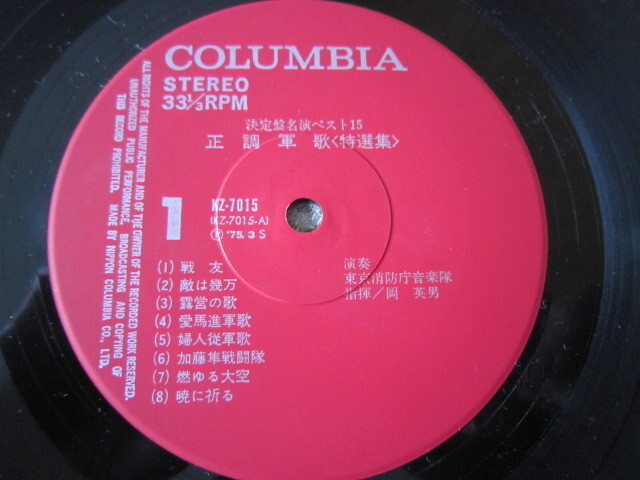 COLUMBIA
STEREO
33 1/3 RPM
決定盤名演ベスト15
正調軍歌<特選集>
1
KZ-7015
(KZ-7015-A)
Ⓟ '75.3 S
(1) 戦 友
(2) 敵は幾万
(3) 露営の歌
(4) 愛馬進軍歌
(5) 婦人従軍歌
(6) 加藤隼戦闘隊
(7) 燃ゆる大空
(8) 暁に祈る
演奏
東京消防庁音楽隊
指揮/岡 英男
ALL RIGHTS OF THE MANUFACTURER AND OF THE OWNER OF THE RECORDED WORK RESERVED.
UNAUTHORIZED PUBLIC PERFORMANCE, BROADCASTING AND COPYING OF
THIS RECORD PROHIBITED. MADE BY NIPPON COLUMBIA CO., LTD.